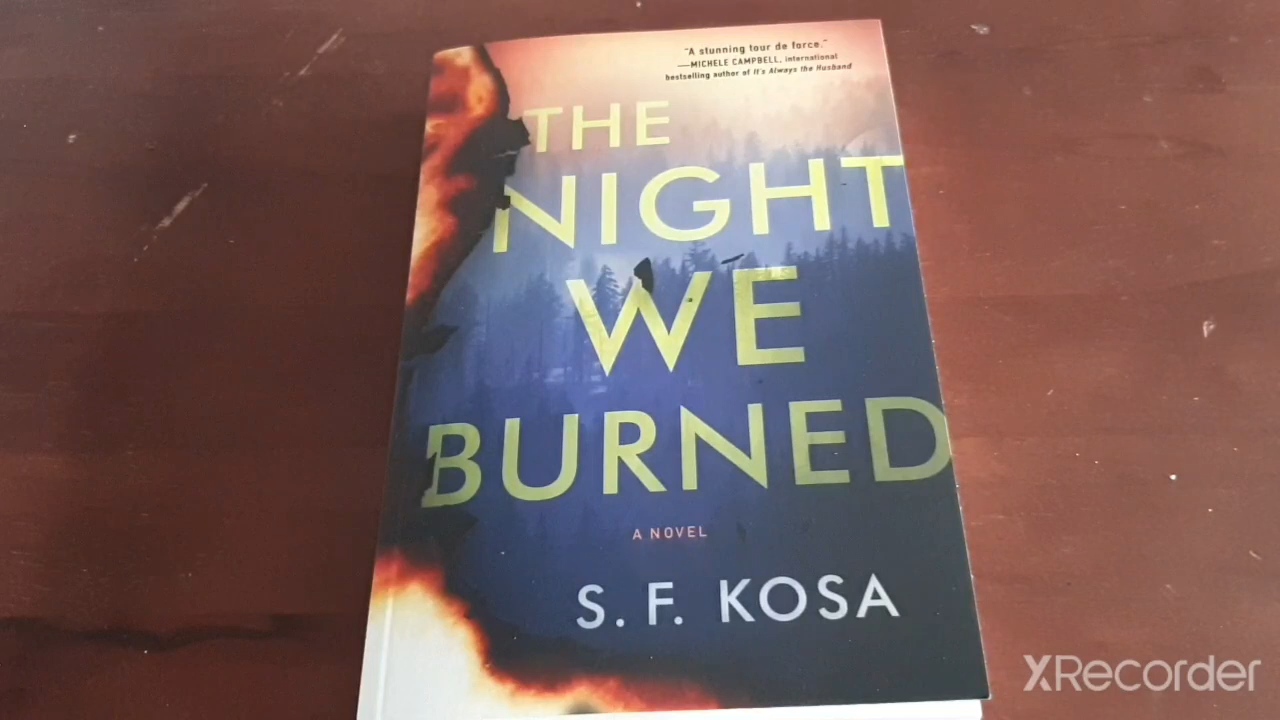 "A stunning tour de force."
—MICHELE CAMPBELL, international
bestselling author of It's Always the Husband
THE
NIGHT
WE
BURNED
A NOVEL
S. F. KOSA
XRecorder